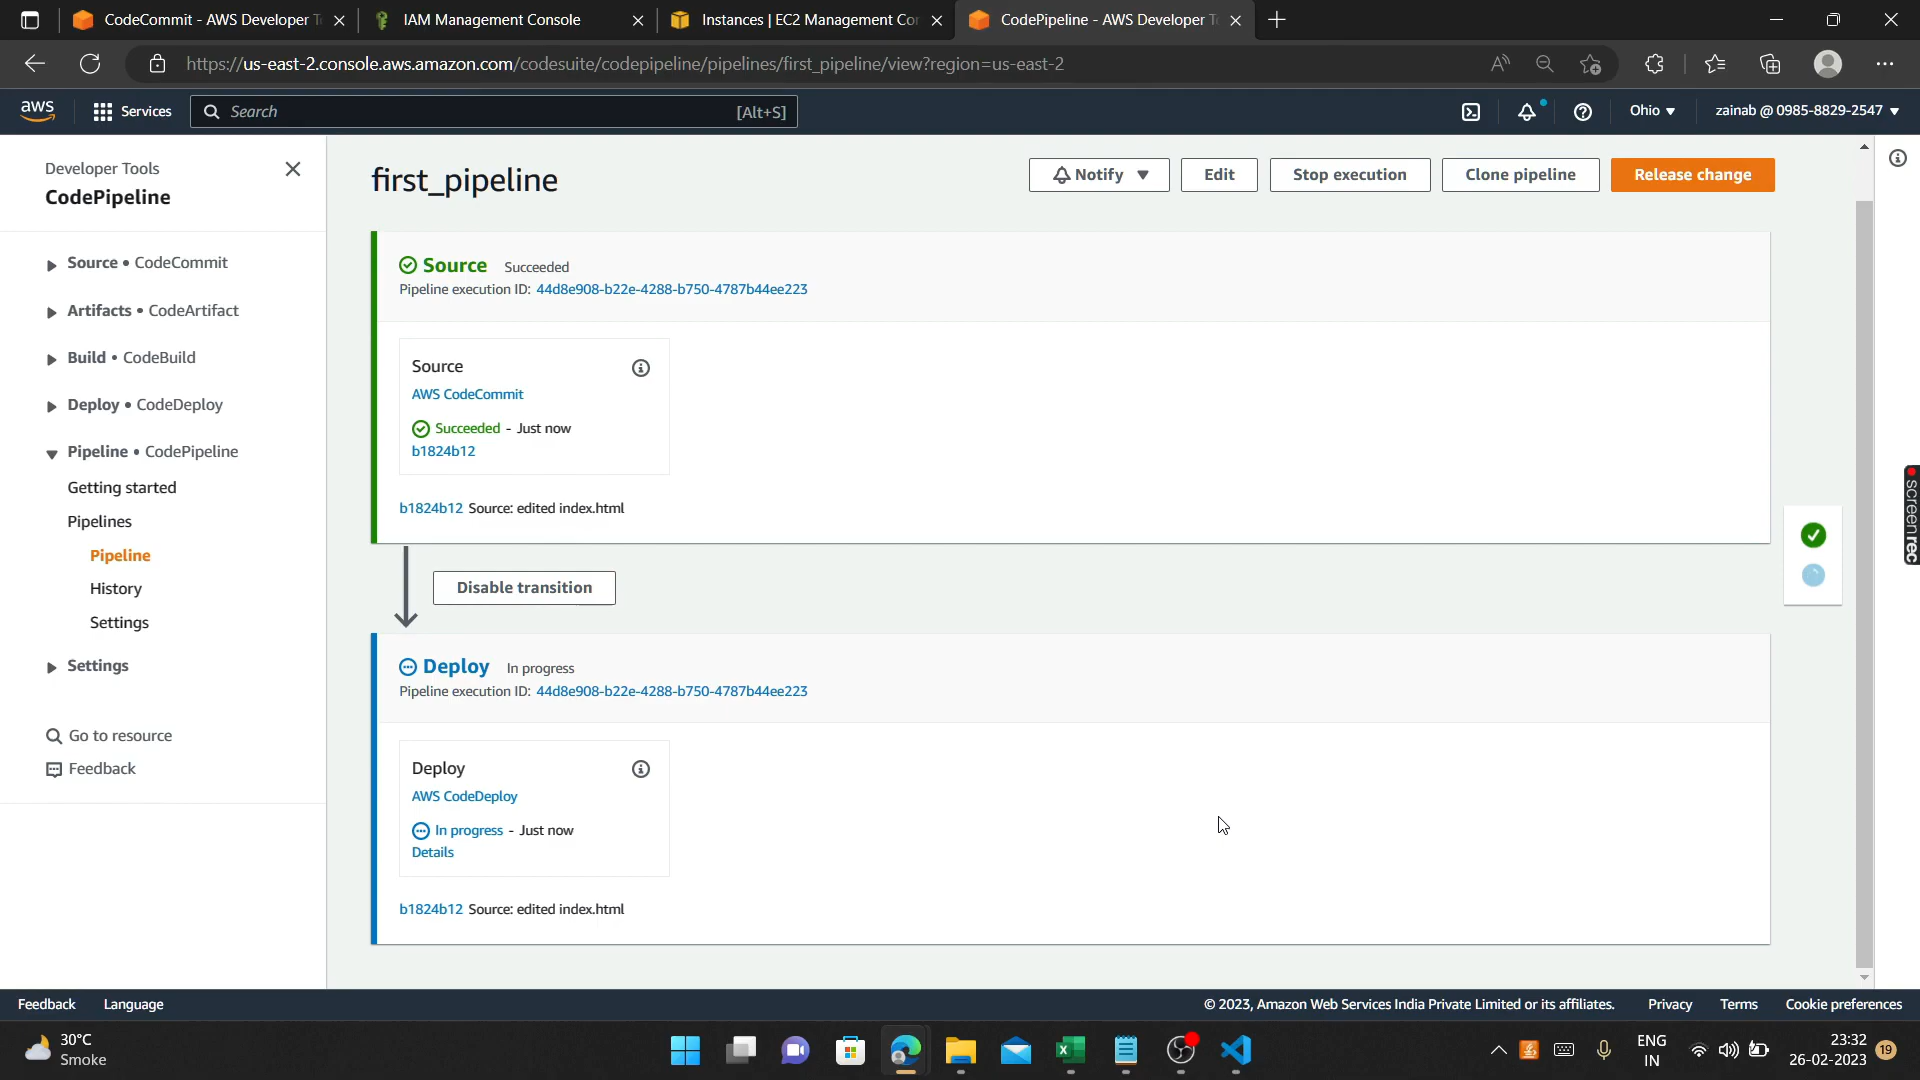 CodeCommit - AWS Developer T
IAM Management Console
Instances | EC2 Management Cor
CodePipeline - AWS Developer T
https://us-east-2.console.aws.amazon.com/codesuite/codepipeline/pipelines/first_pipeline/view?region=us-east-2
aws
Services
Search
[Alt+S]
Ohio
zainab @ 0985-8829-2547
Developer Tools
CodePipeline
Source • CodeCommit
Artifacts • CodeArtifact
Build • CodeBuild
Deploy • CodeDeploy
Pipeline • CodePipeline
Getting started
Pipelines
Pipeline
History
Settings
Settings
Go to resource
Feedback
first_pipeline
Notify
Edit
Stop execution
Clone pipeline
Release change
Source Succeeded
Pipeline execution ID: 44d8e908-b22e-4288-b750-4787b44ee223
Source
AWS CodeCommit
Succeeded - Just now
b1824b12
b1824b12 Source: edited index.html
Disable transition
Deploy In progress
Pipeline execution ID: 44d8e908-b22e-4288-b750-4787b44ee223
Deploy
AWS CodeDeploy
In progress - Just now
Details
b1824b12 Source: edited index.html
screenrec
Feedback
Language
© 2023, Amazon Web Services India Private Limited or its affiliates.
Privacy
Terms
Cookie preferences
30°C
Smoke
ENG
IN
23:32
26-02-2023
19